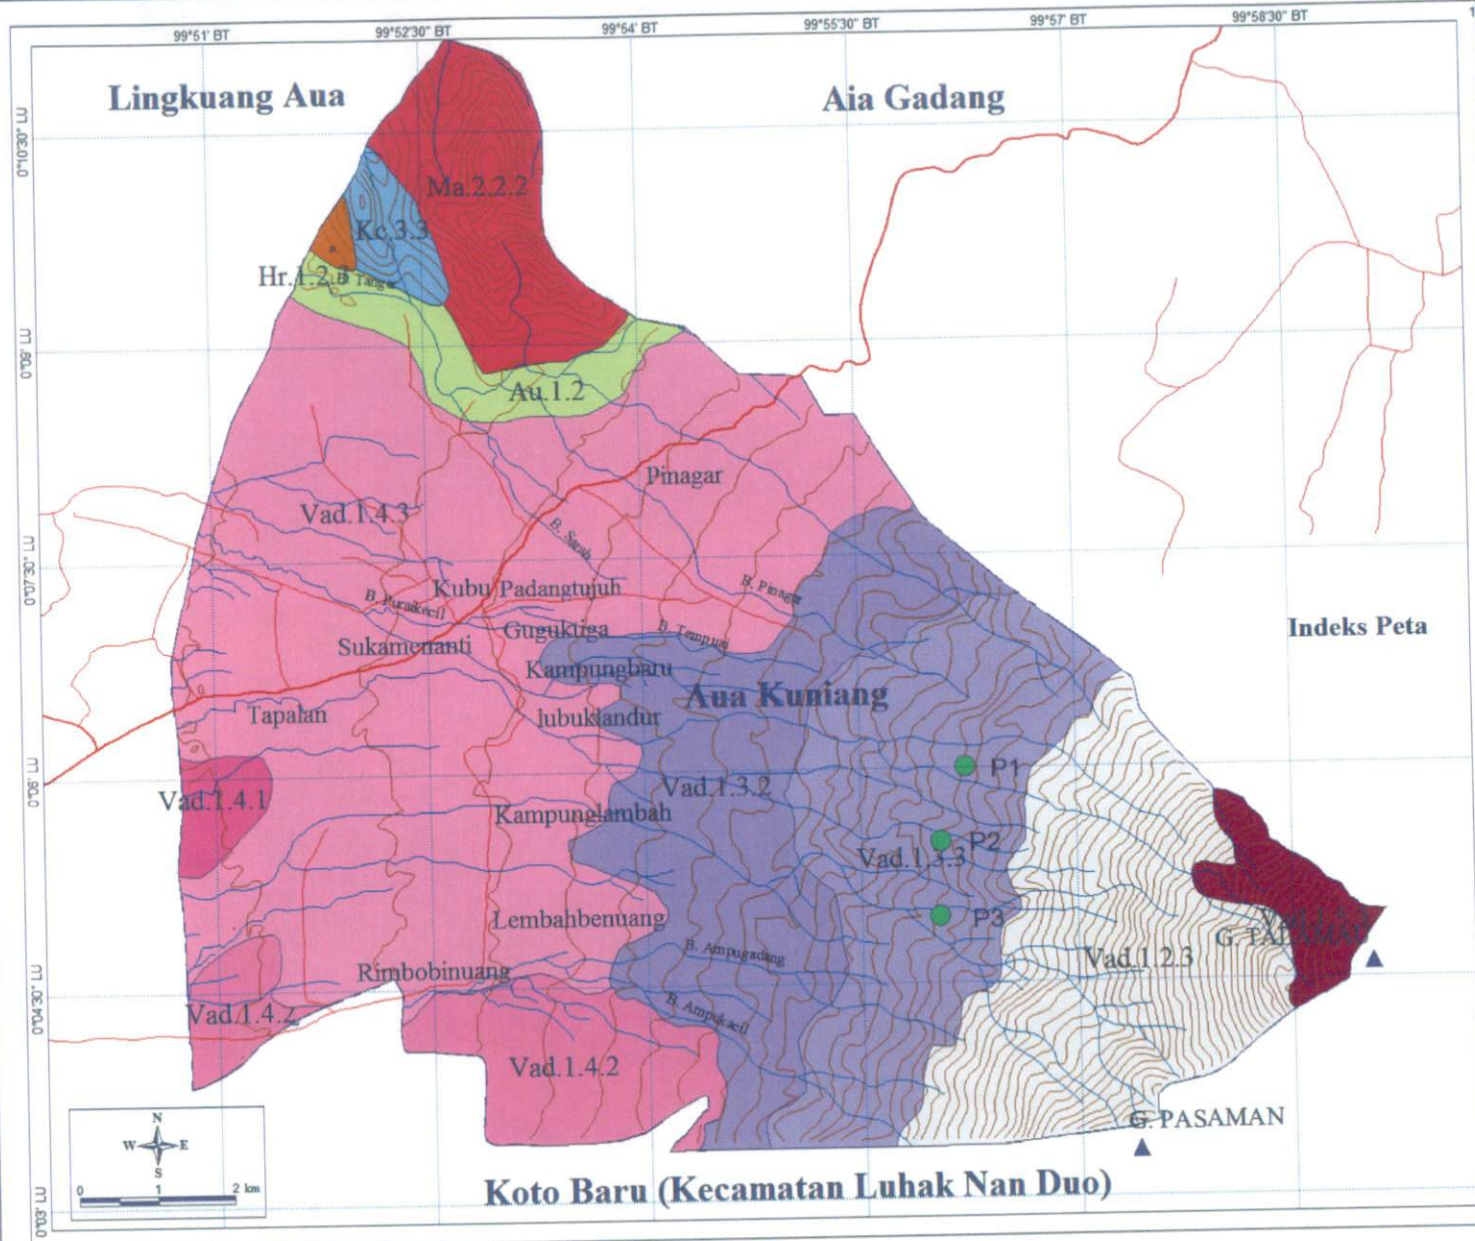 99°51' BT
99°52'30" BT
99°54' BT
99°55'30" BT
99°57' BT
99°58'30" BT
1
Lingkuang Aua
Aia Gadang
0°10'30" LU
Ma.2.2.2
Kc.3.3
Hr.1.2.3
0°09' LU
Au.1.2
Pinagar
Vad.1.4.3
B. Sarah
0°07'30" LU
Kubu Padangtujuh
B. Pinagar
B. Puraikecil
Guguktiga
Indeks Peta
Sukamenanti
Kampungbaru
Aua Kuniang
Tapalan
lubuklandur
P1
0°06' LU
Vad.1.4.1
Vad.1.3.2
Kampunglambah
P2
Vad.1.3.3
Lembahbenuang
P3
G. TALAMAU
B. Ampugadang
Vad.1.2.3
Rimbobinuang
0°04'30" LU
Vad.1.4.2
B. Ampukecil
Vad.1.4.2
G. PASAMAN
N
W E
S
0 1 2 km
Koto Baru (Kecamatan Luhak Nan Duo)
0°03' LU